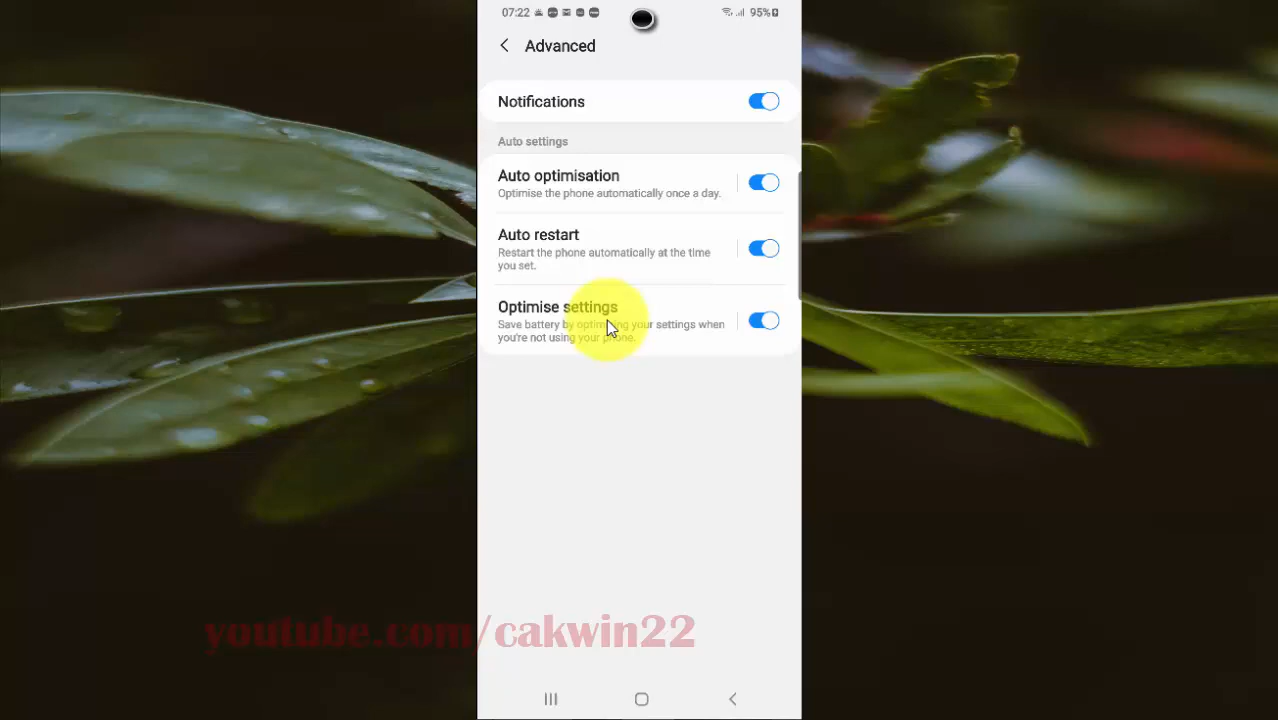 07:22
95%
Advanced
Notifications
Auto settings
Auto optimisation
Optimise the phone automatically once a day.
Auto restart
Restart the phone automatically at the time
you set.
Optimise settings
Save battery by optimising your settings when
you're not using your phone.
youtube.com/cakwin22